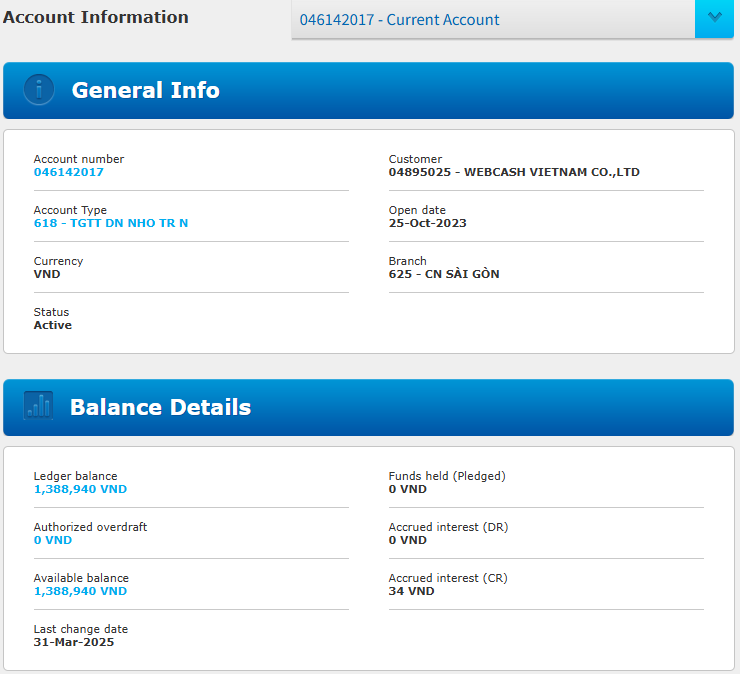 Account Information
046142017 - Current Account
General Info
Account number
046142017
Customer
04895025 - WEBCASH VIETNAM CO.,LTD
Account Type
618 - TGTT DN NHO TR N
Open date
25-Oct-2023
Currency
VND
Branch
625 - CN SÀI GÒN
Status
Active
Balance Details
Ledger balance
1,388,940 VND
Funds held (Pledged)
0 VND
Authorized overdraft
0 VND
Accrued interest (DR)
0 VND
Available balance
1,388,940 VND
Accrued interest (CR)
34 VND
Last change date
31-Mar-2025